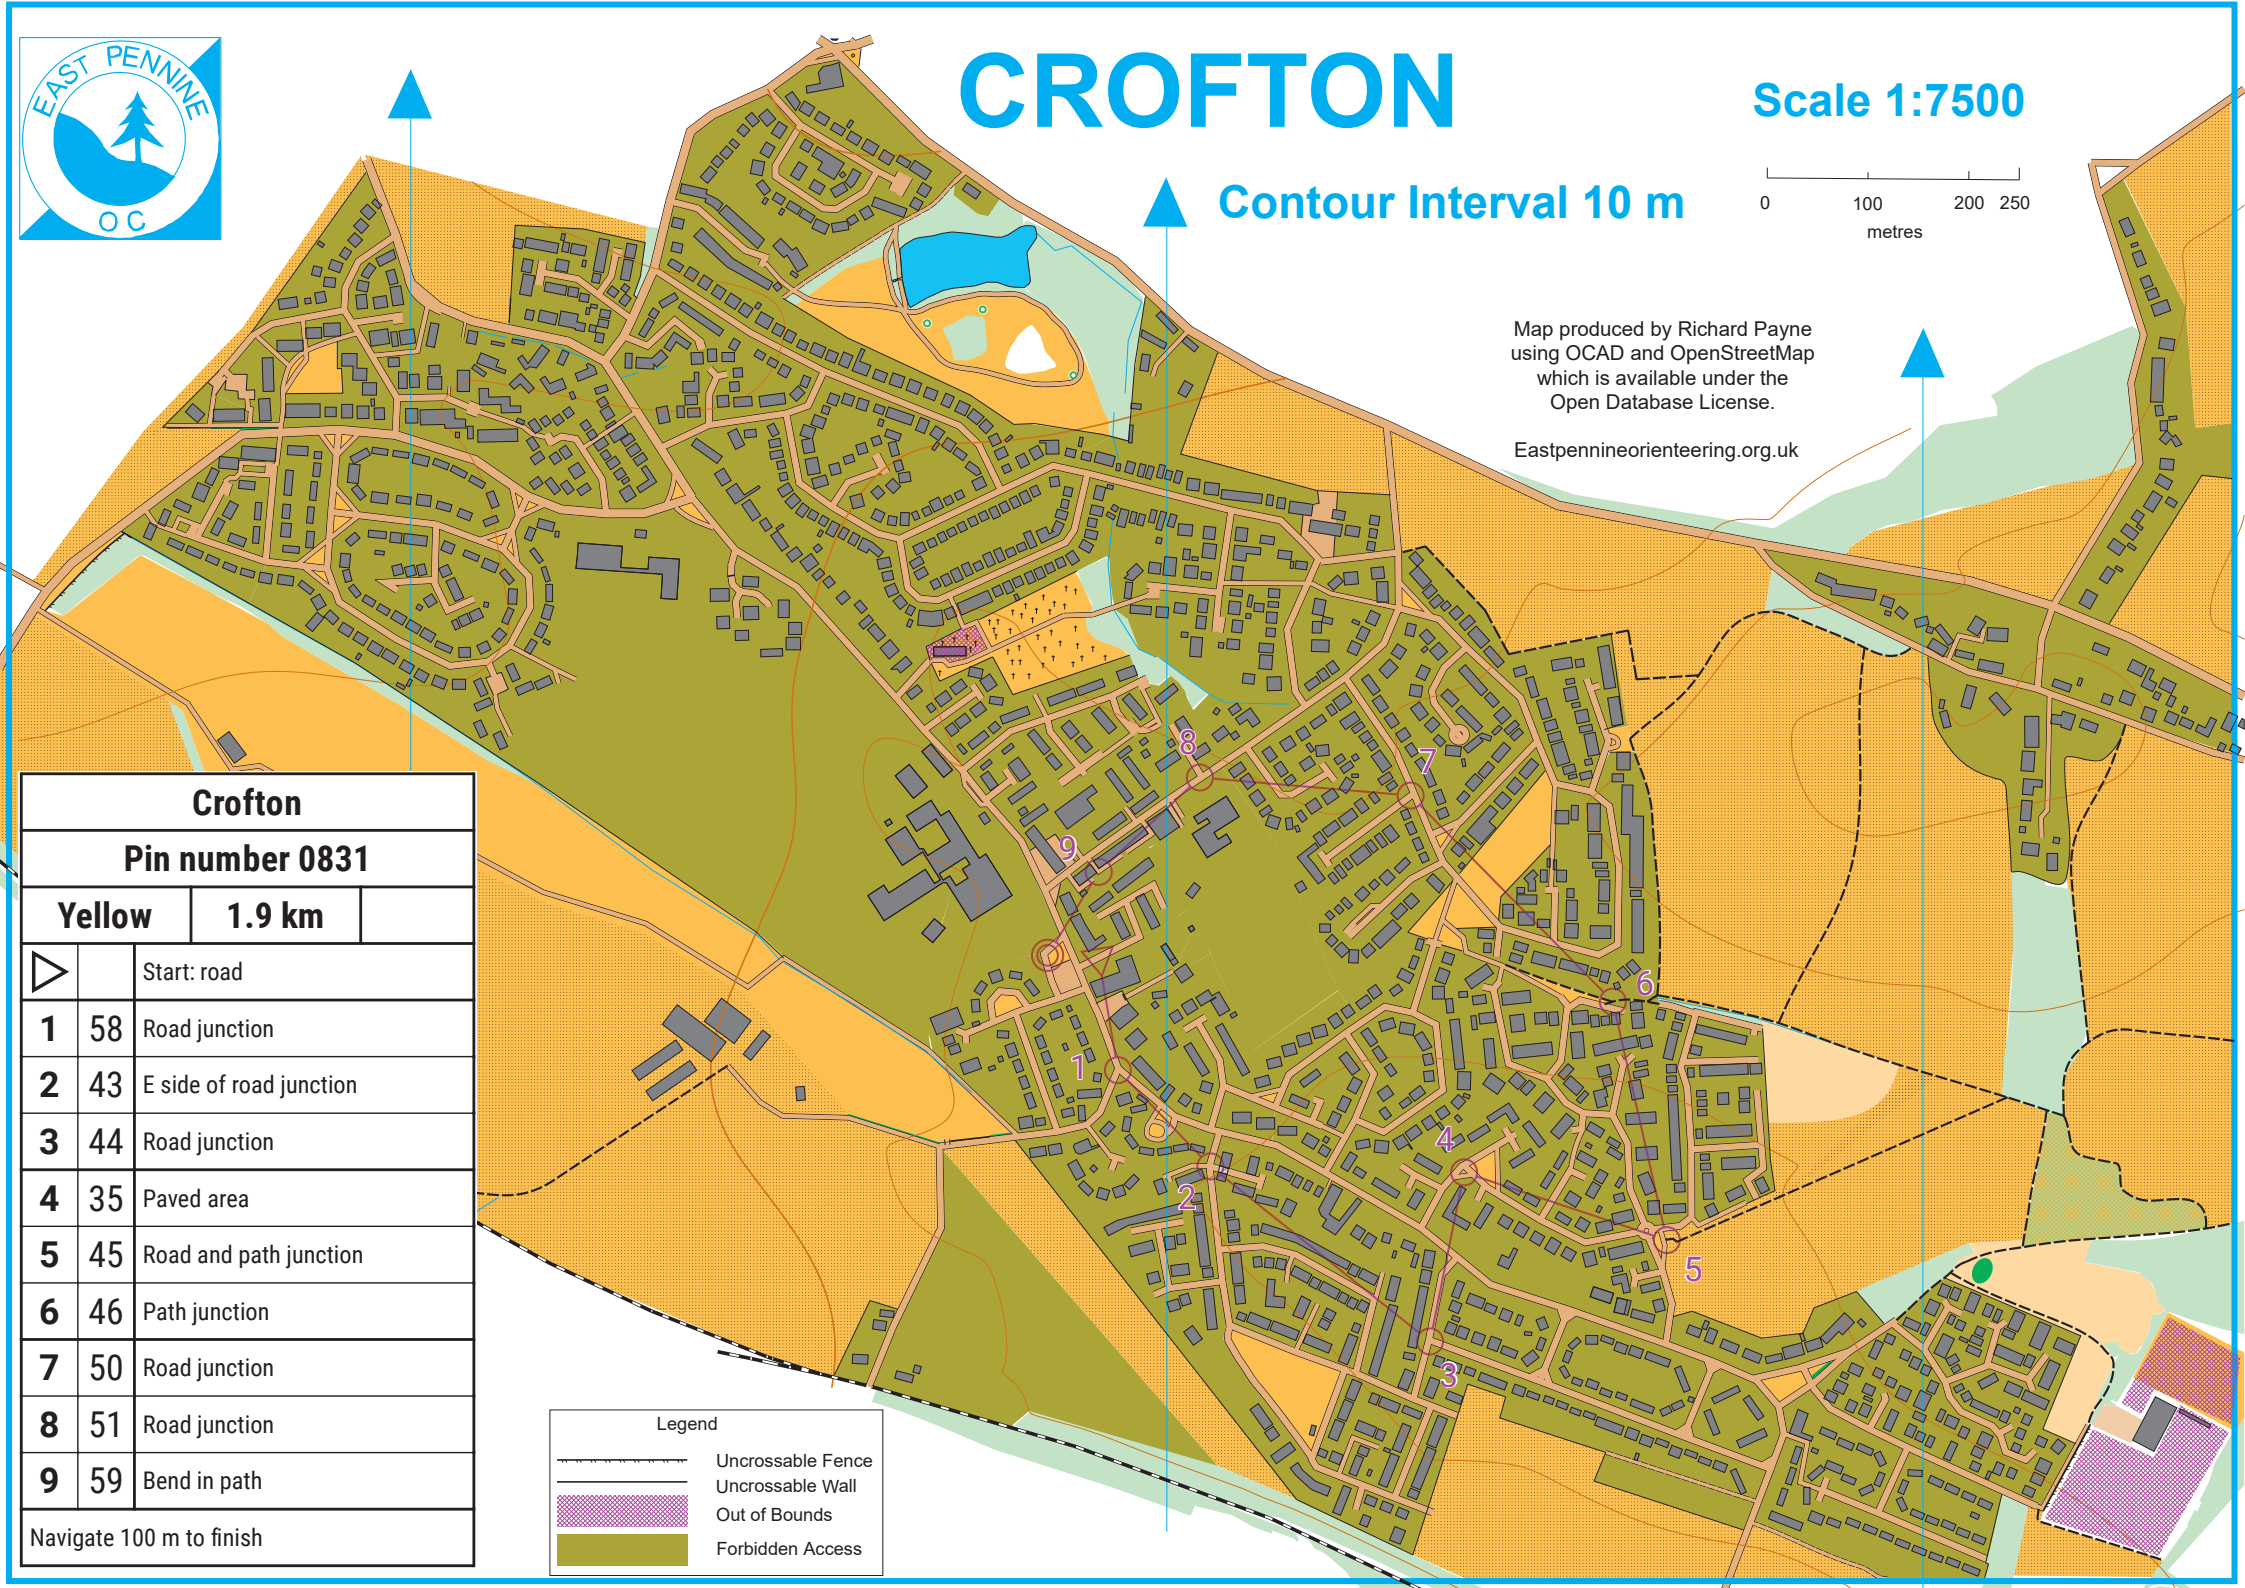 EAST PENNINE
OC
CROFTON
Scale 1:7500
Contour Interval 10 m
0 100 200 250
metres
Map produced by Richard Payne
using OCAD and OpenStreetMap
which is available under the
Open Database License.
Eastpennineorienteering.org.uk
8
7
9
6
1
4
2
5
3
Crofton
Pin number 0831
Yellow 1.9 km
Start: road
1 58 Road junction
2 43 E side of road junction
3 44 Road junction
4 35 Paved area
5 45 Road and path junction
6 46 Path junction
7 50 Road junction
8 51 Road junction
9 59 Bend in path
Navigate 100 m to finish
Legend
Uncrossable Fence
Uncrossable Wall
Out of Bounds
Forbidden Access